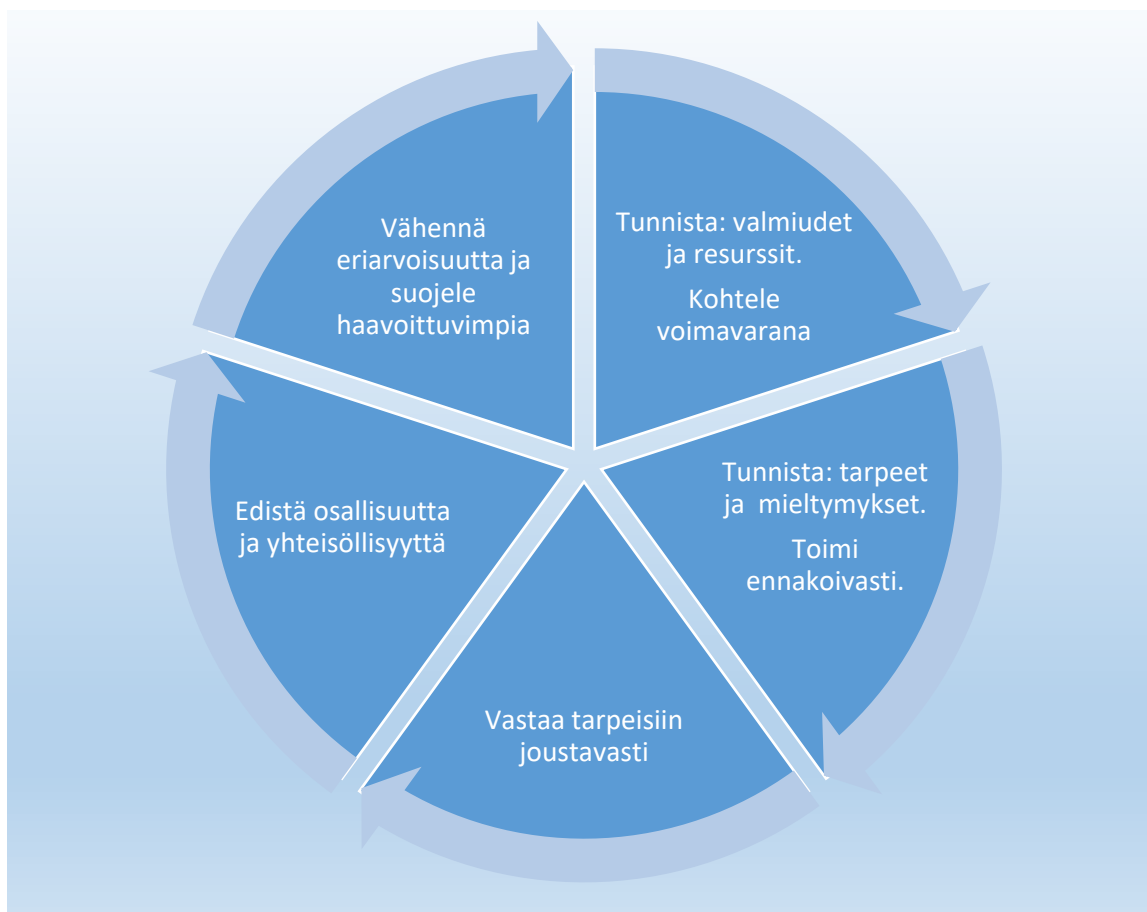 Tunnista: valmiudet
ja resurssit.
Kohtele
voimavarana
Tunnista: tarpeet
ja mieltymykset.
Toimi
ennakoivasti.
Vastaa tarpeisiin
joustavasti
Edistä osallisuutta
ja yhteisöllisyyttä
Vähennä
eriarvoisuutta ja
suojele
haavoittuvimpia